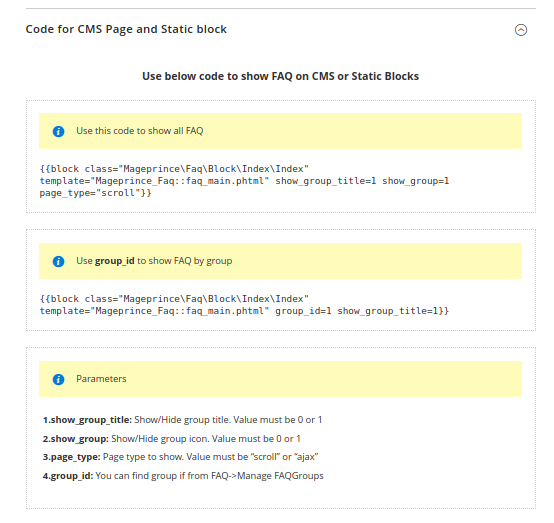 Code for CMS Page and Static block
Use below code to show FAQ on CMS or Static Blocks
Use this code to show all FAQ
{{block class="Mageprince\Faq\Block\Index\Index"
template="Mageprince_Faq::faq_main.phtml" show_group_title=1 show_group=1
page_type="scroll"}}
Use group_id to show FAQ by group
{{block class="Mageprince\Faq\Block\Index\Index"
template="Mageprince_Faq::faq_main.phtml" group_id=1 show_group_title=1}}
Parameters
1.show_group_title: Show/Hide group title. Value must be 0 or 1
2.show_group: Show/Hide group icon. Value must be 0 or 1
3.page_type: Page type to show. Value must be “scroll” or “ajax”
4.group_id: You can find group if from FAQ->Manage FAQGroups